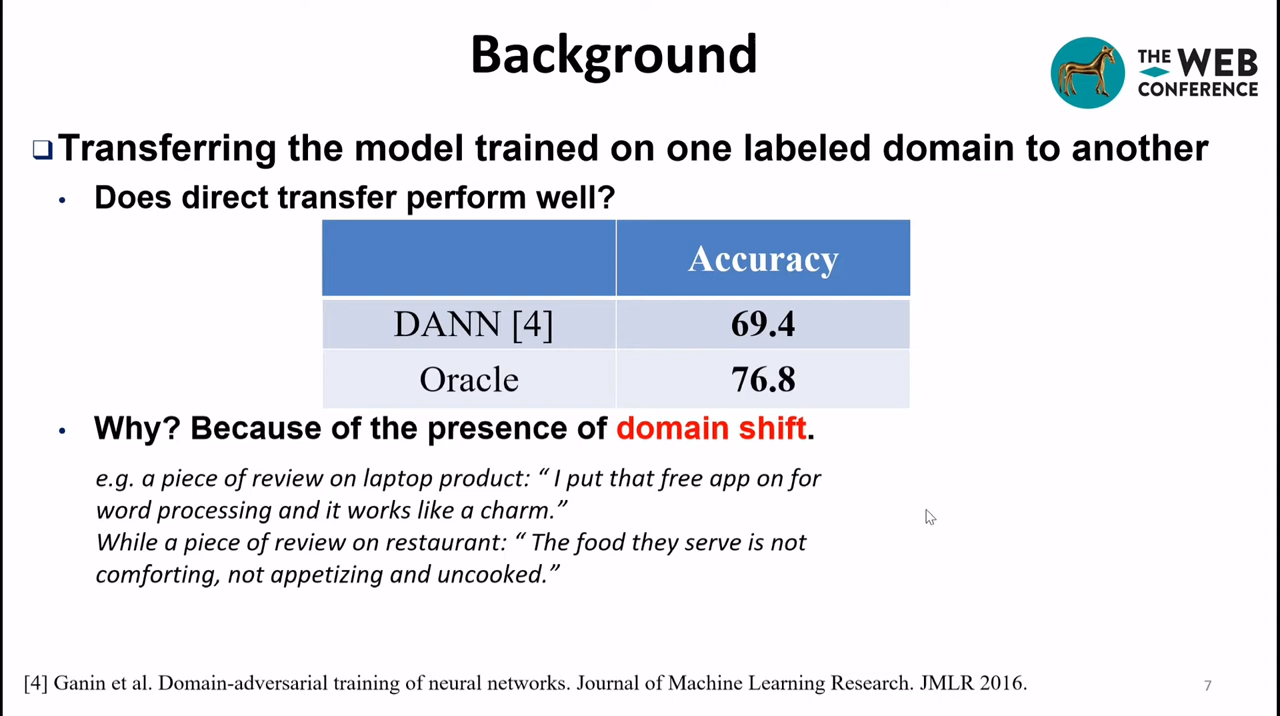 Background
THE WEB
CONFERENCE
Transferring the model trained on one labeled domain to another
Does direct transfer perform well?
Accuracy
DANN [4] 69.4
Oracle 76.8
Why? Because of the presence of domain shift.
e.g. a piece of review on laptop product: “ I put that free app on for
word processing and it works like a charm.”
While a piece of review on restaurant: “ The food they serve is not
comforting, not appetizing and uncooked.”
[4] Ganin et al. Domain-adversarial training of neural networks. Journal of Machine Learning Research. JMLR 2016.
7